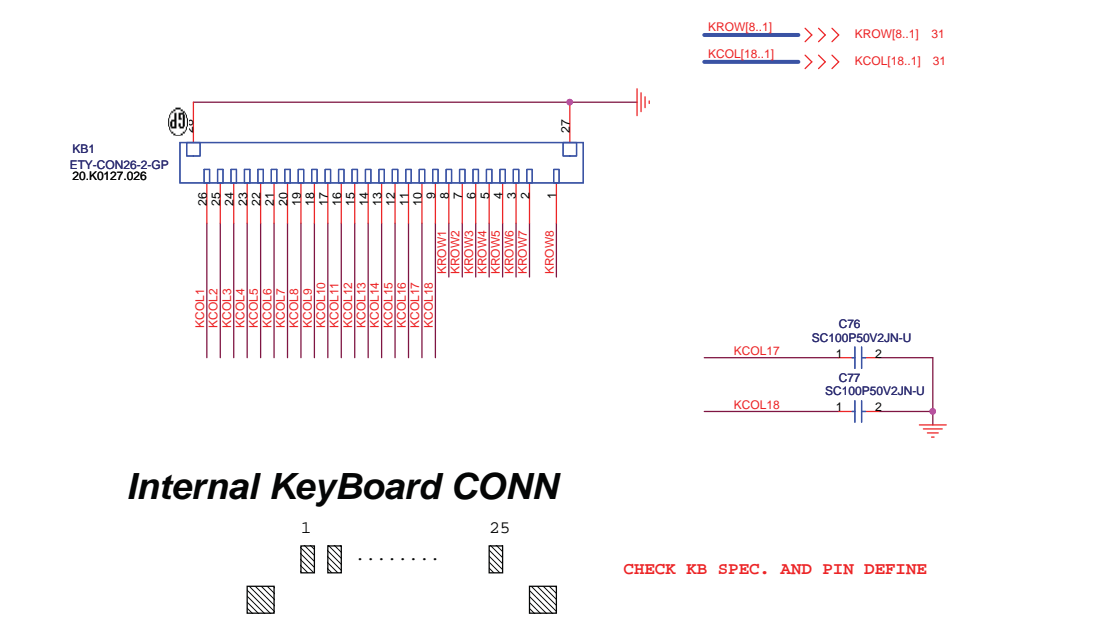 KROW[8..1] KROW[8..1] 31
KCOL[18..1] KCOL[18..1] 31
GP
27
KB1
ETY-CON26-2-GP
20.K0127.026
26 25 24 23 22 21 20 19 18 17 16 15 14 13 12 11 10 9 8 7 6 5 4 3 2 1
KROW1 KROW2 KROW3 KROW4 KROW5 KROW6 KROW7 KROW8
KCOL1 KCOL2 KCOL3 KCOL4 KCOL5 KCOL6 KCOL7 KCOL8 KCOL9 KCOL10 KCOL11 KCOL12 KCOL13 KCOL14 KCOL15 KCOL16 KCOL17 KCOL18
C76
SC100P50V2JN-U
KCOL17 1 2
C77
SC100P50V2JN-U
KCOL18 1 2
Internal KeyBoard CONN
1 25
CHECK KB SPEC. AND PIN DEFINE